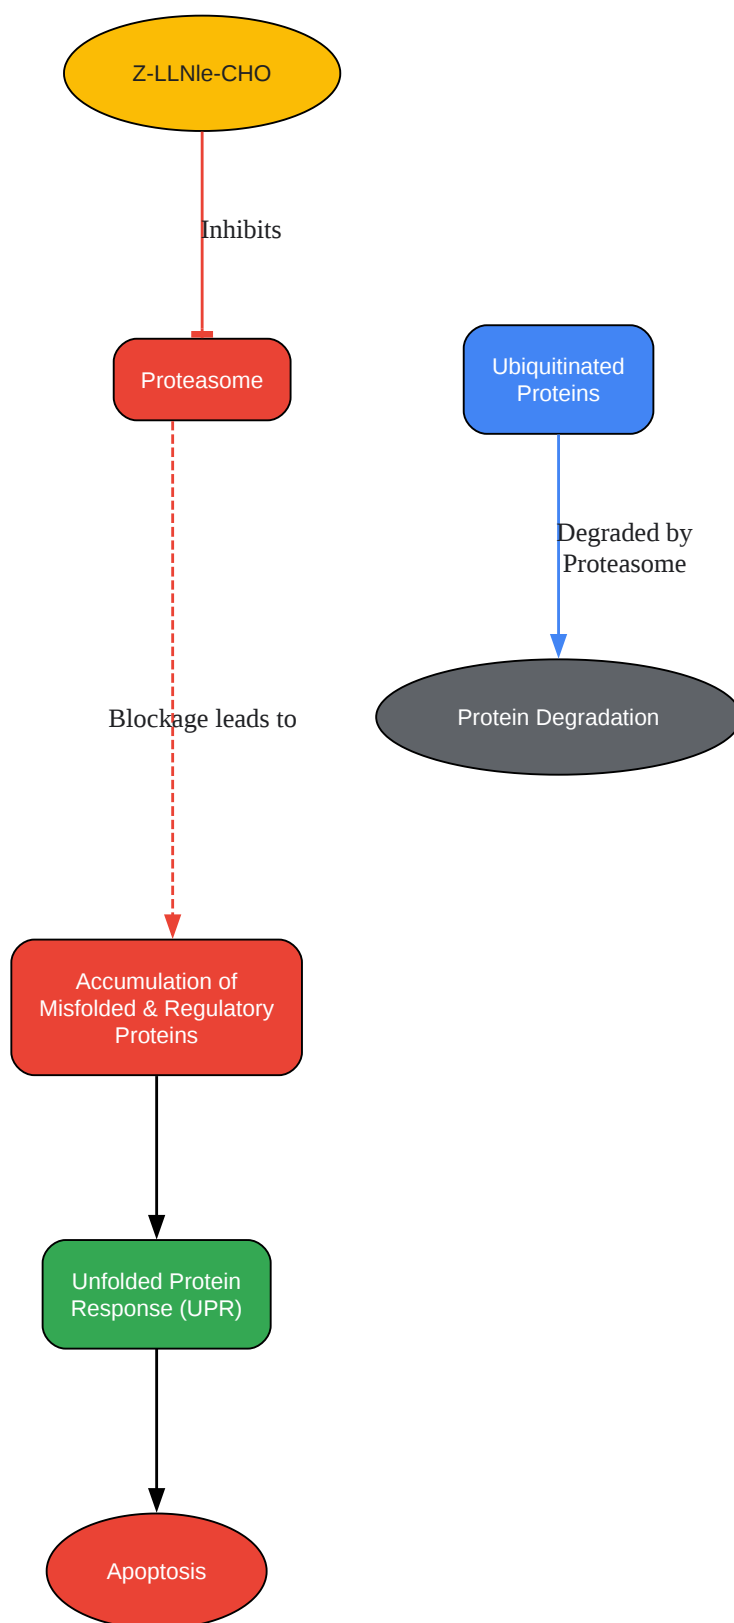 Z-LLNle-CHO
Inhibits
Proteasome
Ubiquitinated
Proteins
Degraded by
Proteasome
Protein Degradation
Blockage leads to
Accumulation of
Misfolded & Regulatory
Proteins
Unfolded Protein
Response (UPR)
Apoptosis